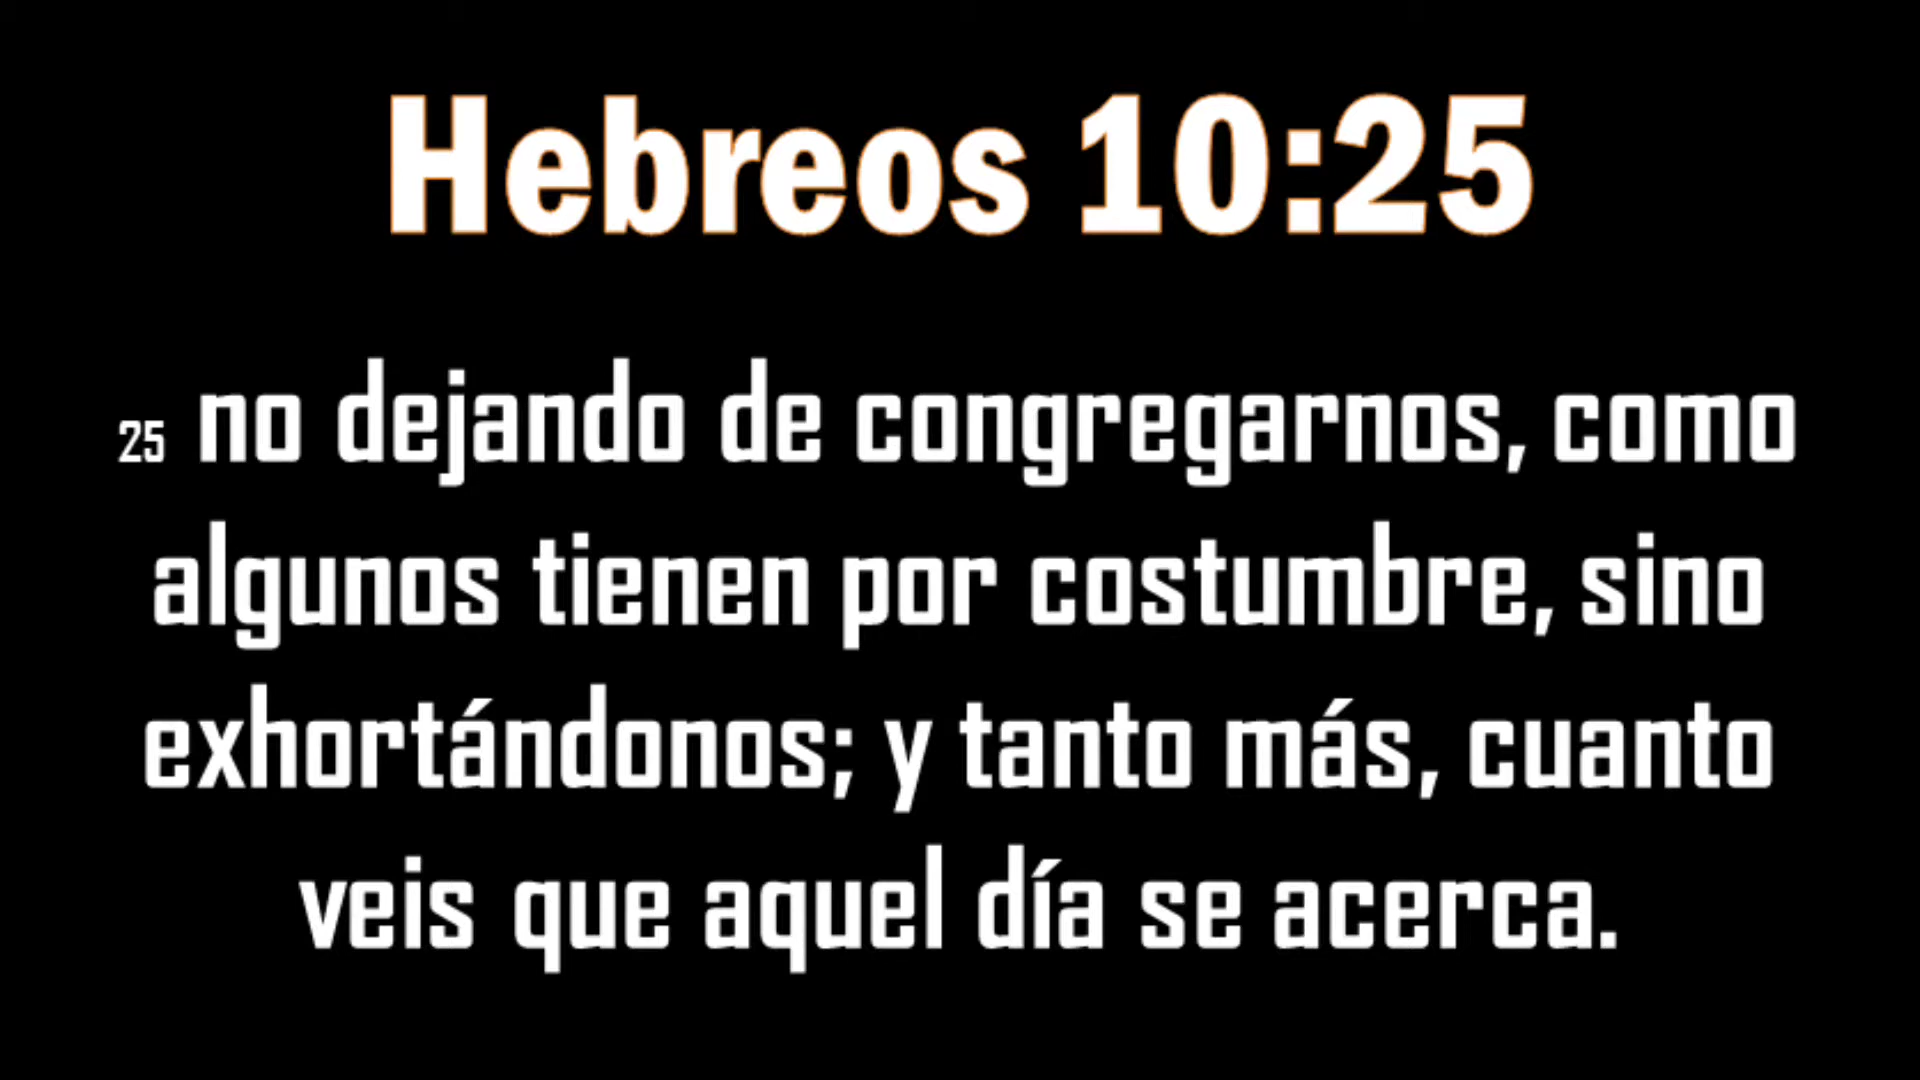 Hebreos 10:25
25 no dejando de congregarnos, como
algunos tienen por costumbre, sino
exhortándonos; y tanto más, cuanto
veis que aquel día se acerca.